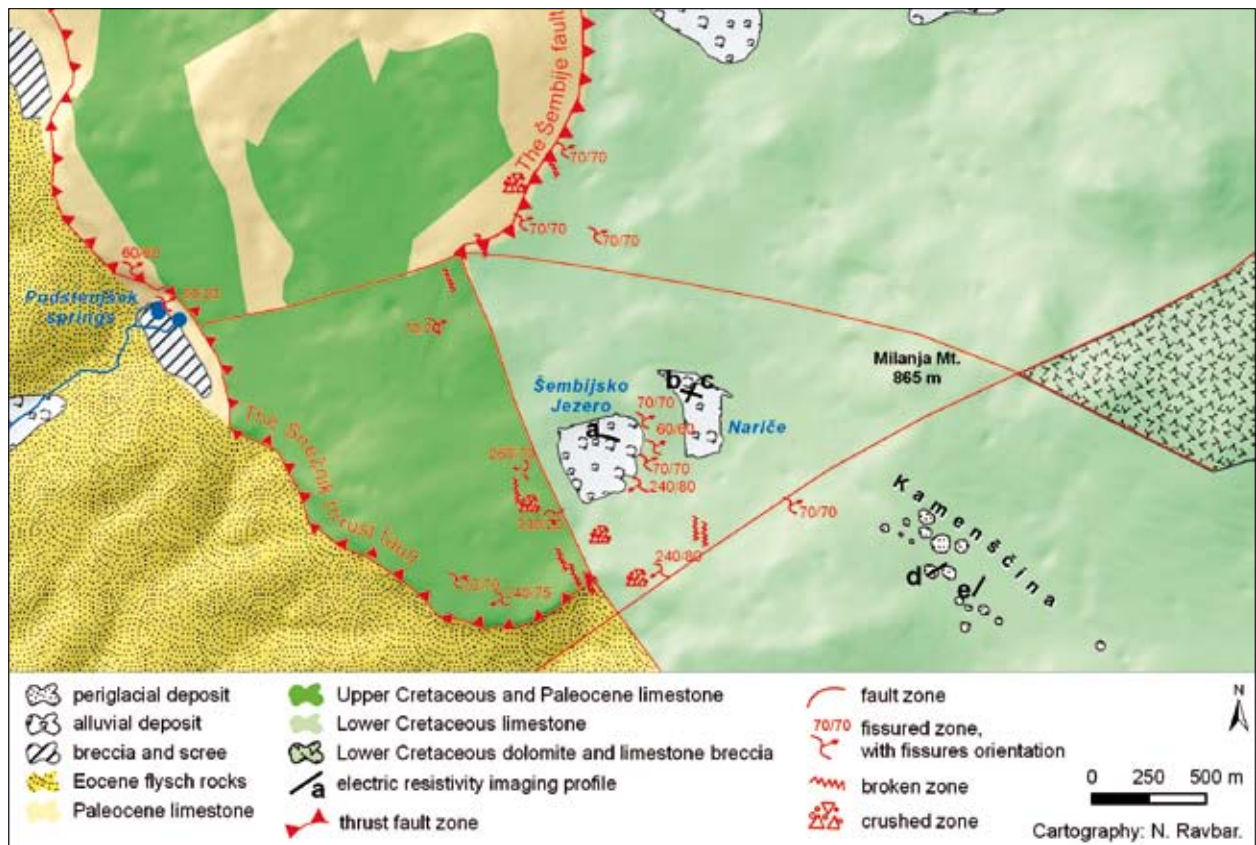 The Šembije fault
70/70
70/70
70/70
60/60
Podstenjšek
springs
Milanja Mt.
865 m
Šembijsko
Jezero
b
c
a
70/70
60/60
Nariče
70/70
240/80
The Snežnik thrust fault
70/70
Kamenščina
240/80
d
e
240/75
periglacial deposit
alluvial deposit
breccia and scree
Eocene flysch rocks
Paleocene limestone
Upper Cretaceous and Paleocene limestone
Lower Cretaceous limestone
Lower Cretaceous dolomite and limestone breccia
a electric resistivity imaging profile
thrust fault zone
fault zone
70/70 fissured zone,
with fissures orientation
broken zone
crushed zone
N
0 250 500 m
Cartography: N. Ravbar.